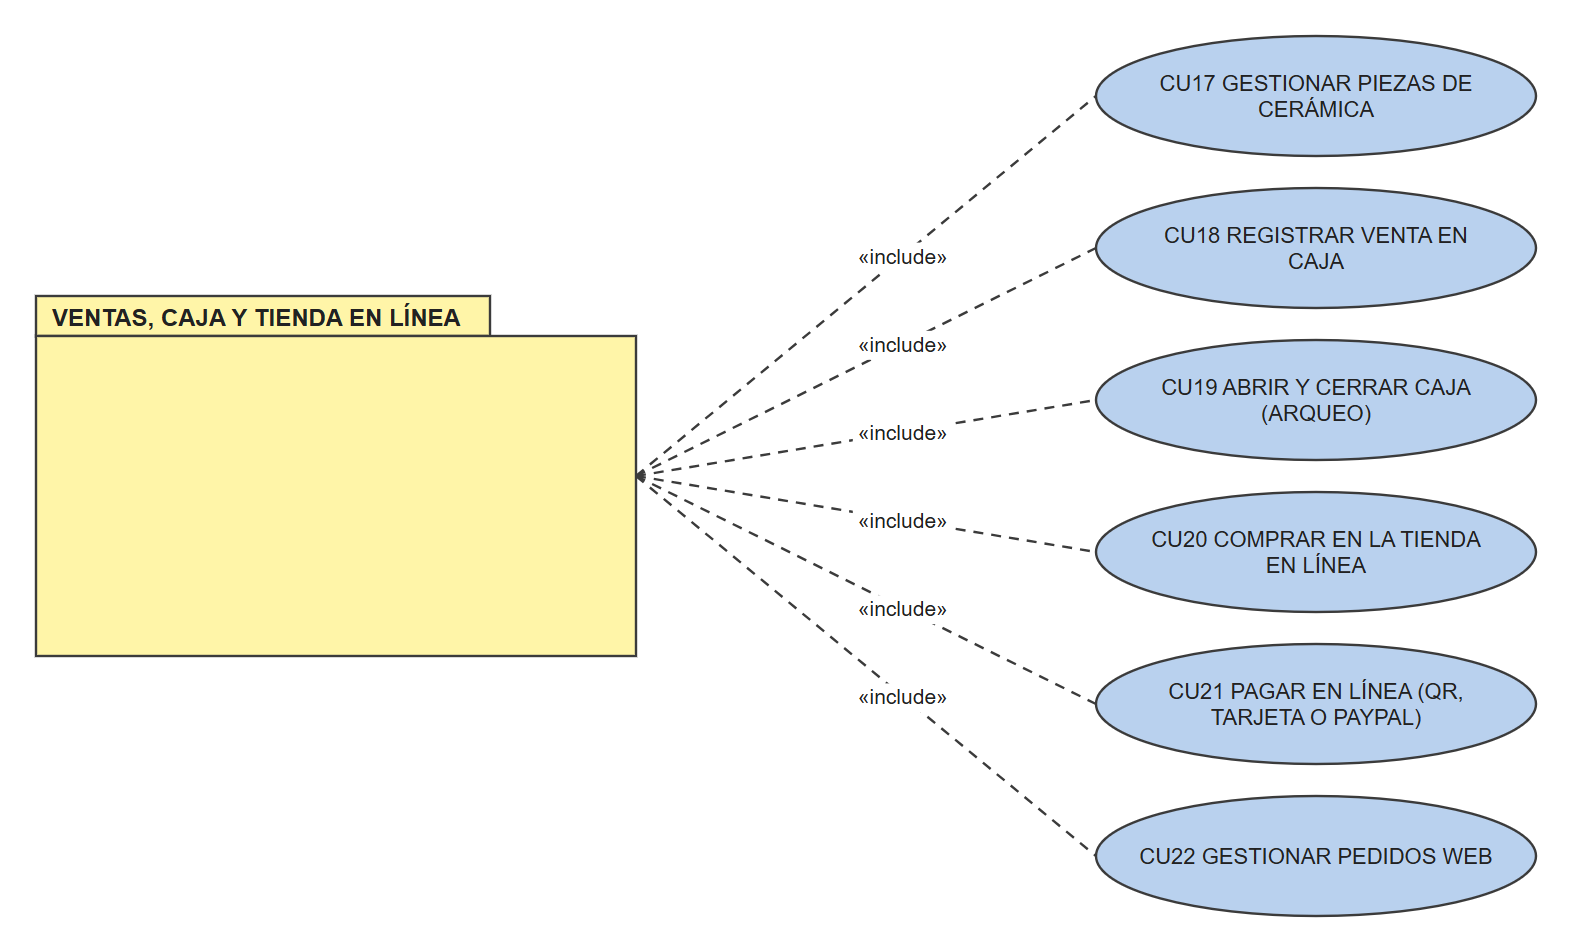 CU17 GESTIONAR PIEZAS DE
CERÁMICA
CU18 REGISTRAR VENTA EN
CAJA
«include»
VENTAS, CAJA Y TIENDA EN LÍNEA
«include»
CU19 ABRIR Y CERRAR CAJA
(ARQUEO)
«include»
«include»
CU20 COMPRAR EN LA TIENDA
EN LÍNEA
«include»
CU21 PAGAR EN LÍNEA (QR,
TARJETA O PAYPAL)
«include»
CU22 GESTIONAR PEDIDOS WEB